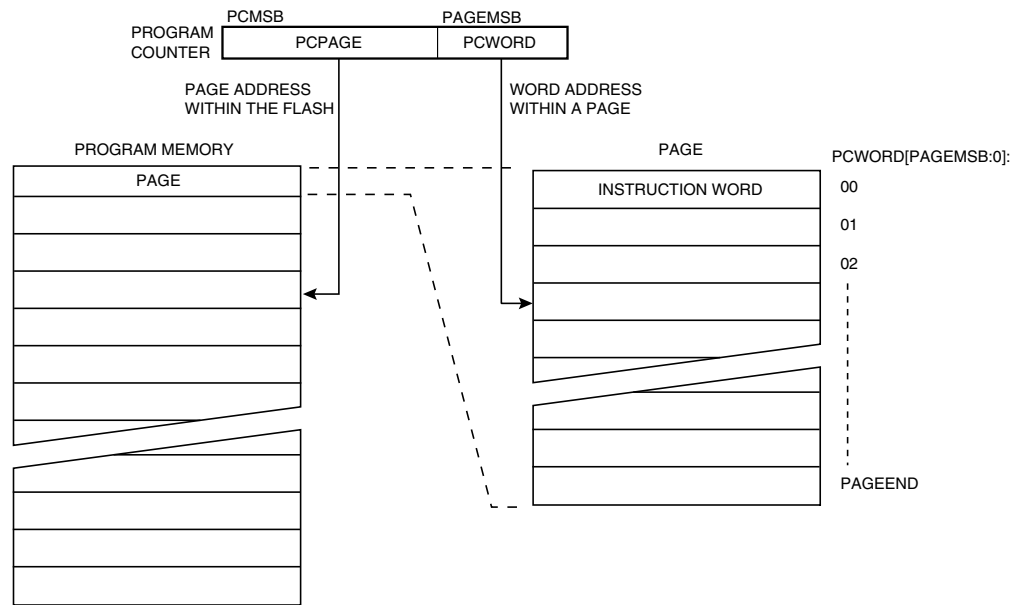 PCMSB
PAGEMSB
PROGRAM
COUNTER
PCPAGE
PCWORD
PAGE ADDRESS
WITHIN THE FLASH
WORD ADDRESS
WITHIN A PAGE
PROGRAM MEMORY
PAGE
PAGE
INSTRUCTION WORD
PCWORD[PAGEMSB:0]:
00
01
02
PAGEEND